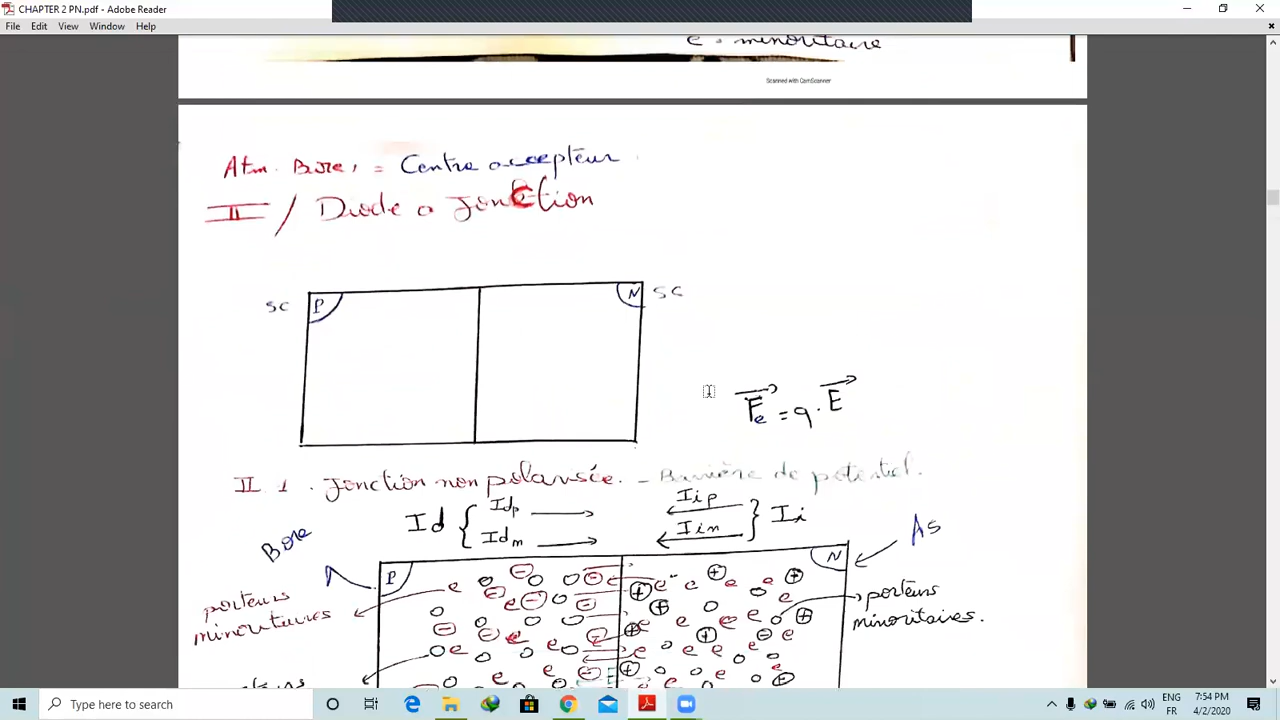 CHAPTER 2 PN.pdf - Adobe Reader
File Edit View Window Help
e : minoritaire
Scanned with CamScanner
Atm. Bore, = Centre accepteur
II / Diode a Jonction
SC P N SC
Fe = q. E
II 1. Jonction non polarisée. - Barrière de potentiel.
Id { Idp Iip } Ii
Idm Iin
Bore As
P N
porteurs minoritaires
porteurs minoritaires.
Type here to search
ENG 7:54 PM
FR 4/2/2020